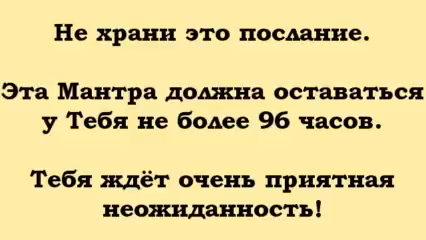 Не храни это послание.
Эта Мантра должна оставаться
у Тебя не более 96 часов.
Тебя ждёт очень приятная
неожиданность!